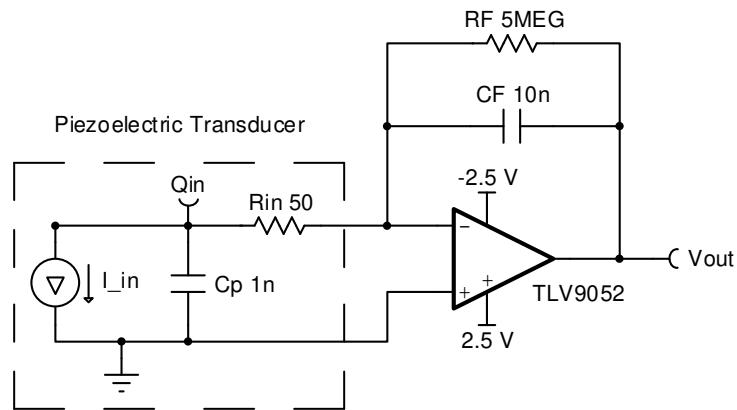 RF 5MEG
CF 10n
Piezoelectric Transducer
Qin
Rin 50
-2.5 V
I_in
Cp 1n
−
+
+
Vout
TLV9052
2.5 V